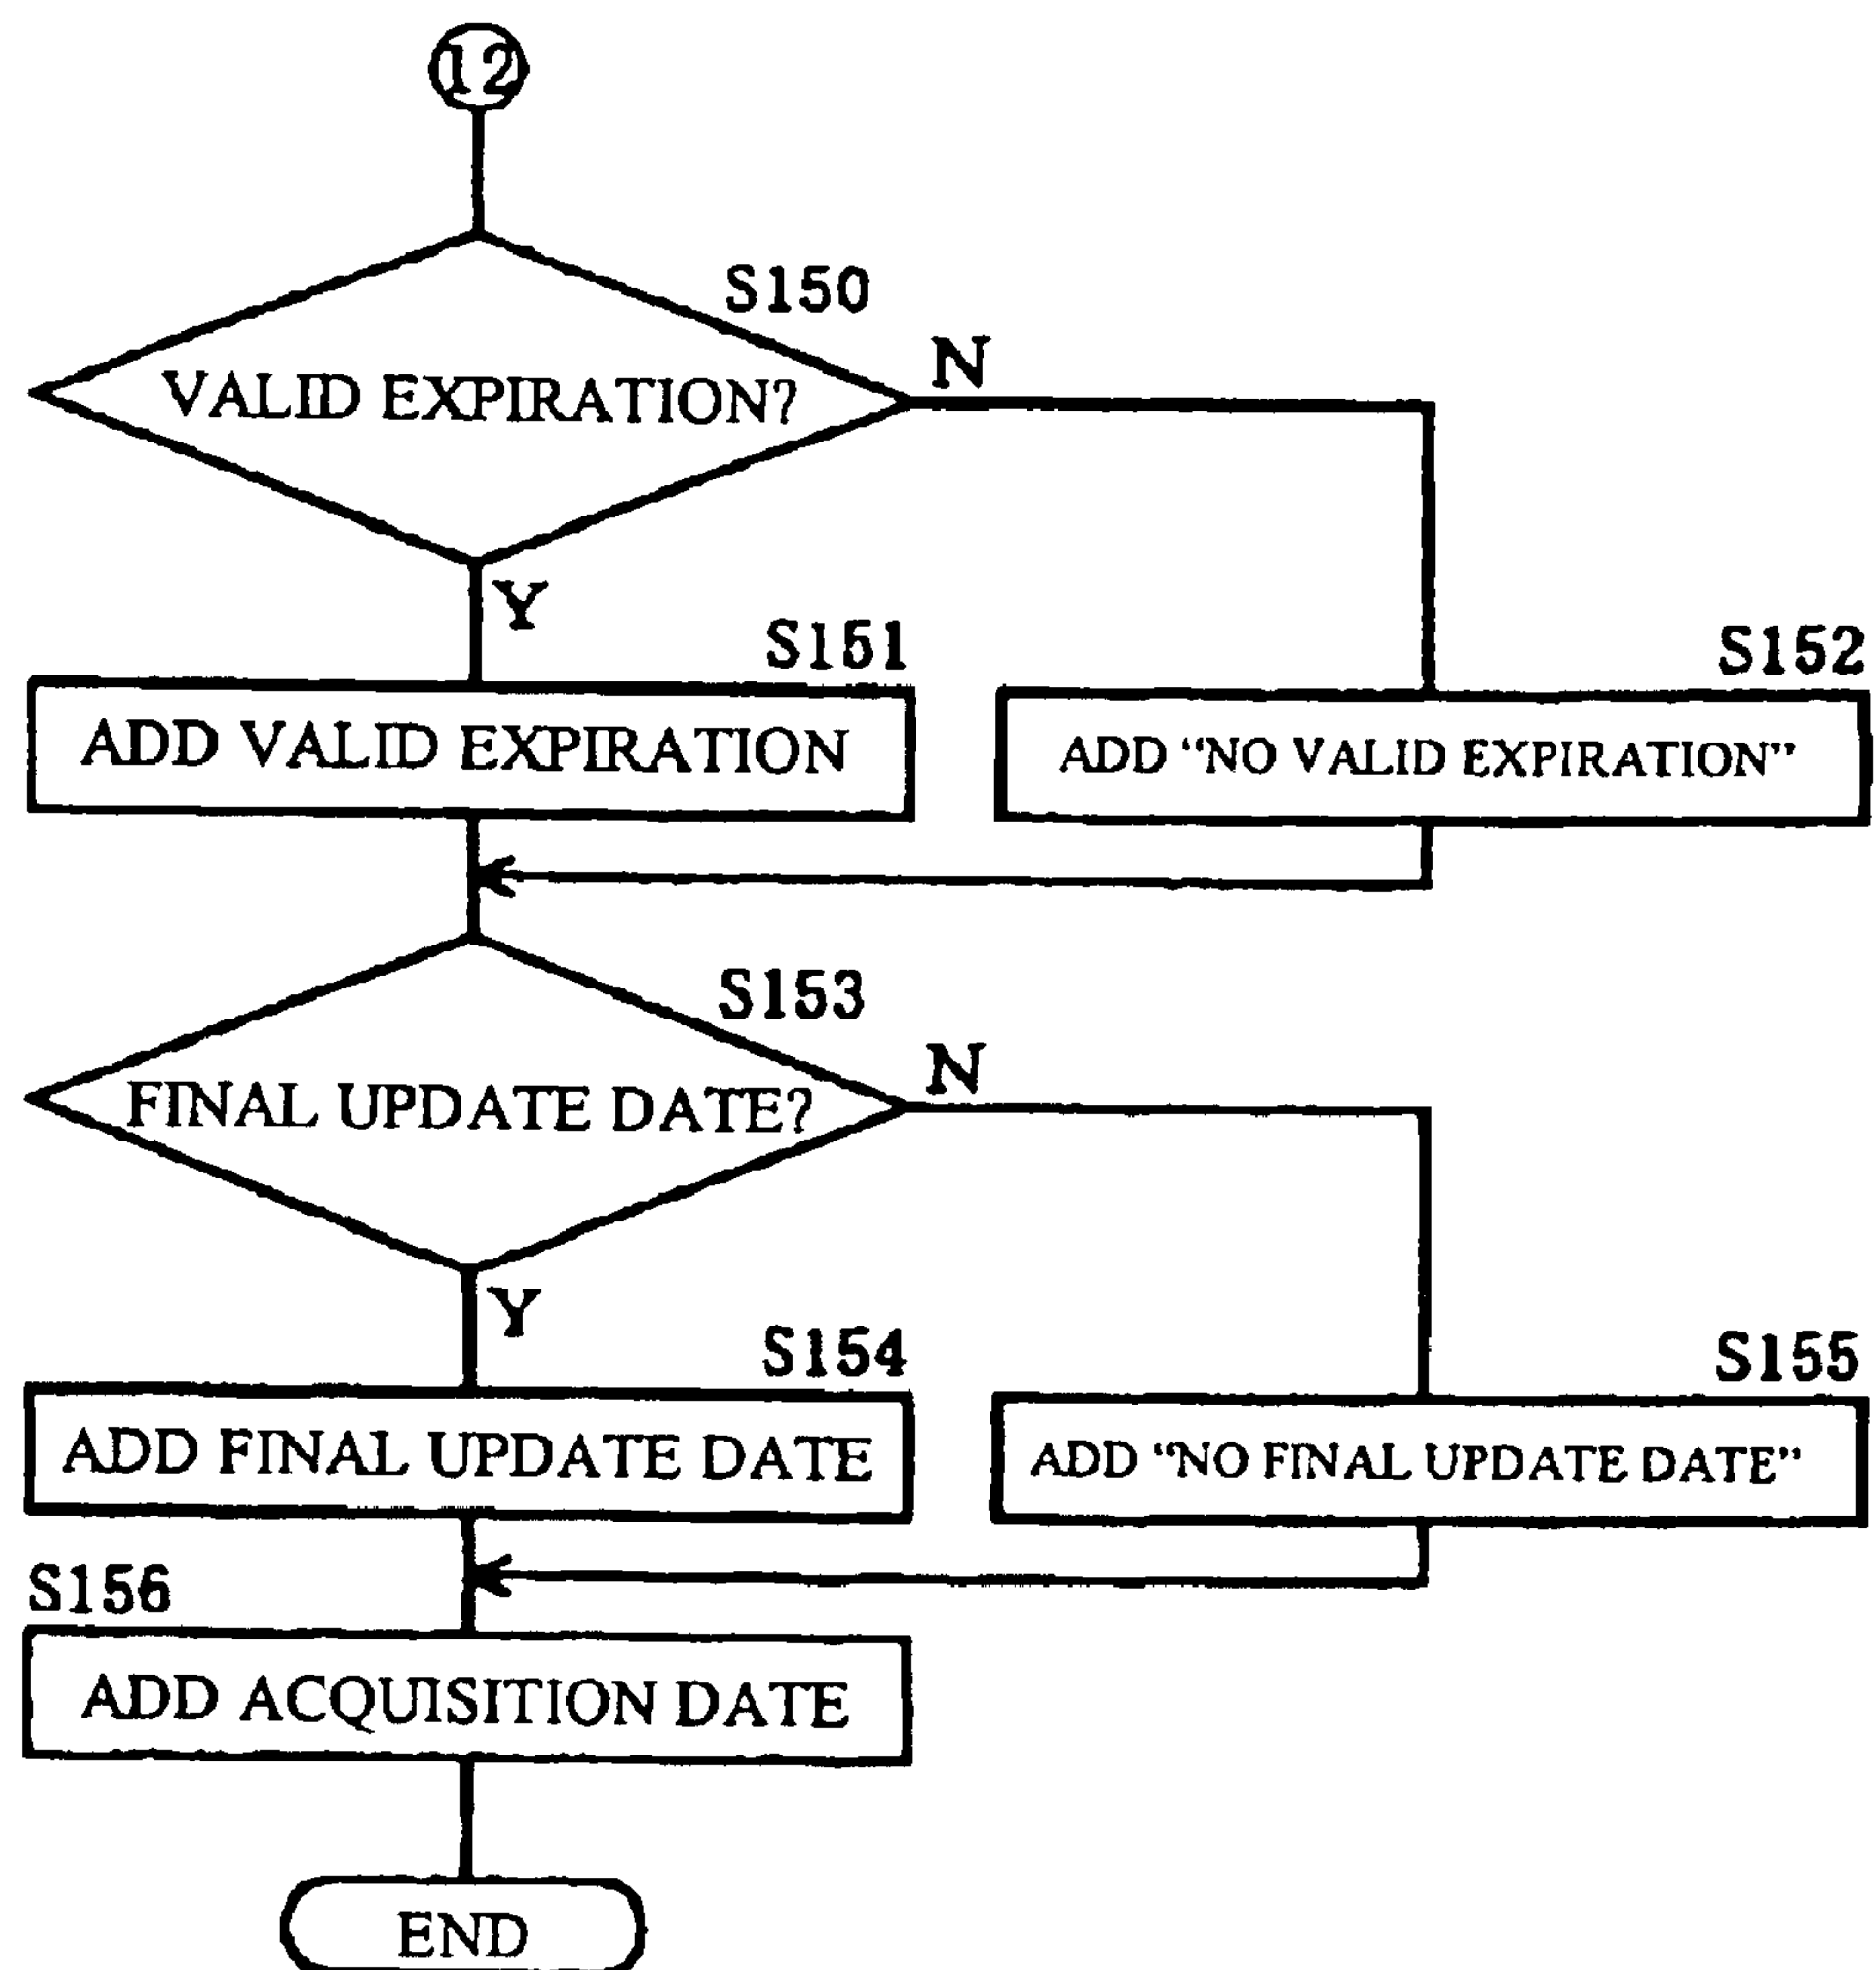 12
S150
N
VALID EXPIRATION?
Y
S151
S152
ADD VALID EXPIRATION
ADD “NO VALID EXPIRATION”
S153
N
FINAL UPDATE DATE?
Y
S154
S155
ADD FINAL UPDATE DATE
ADD “NO FINAL UPDATE DATE”
S156
ADD ACQUISITION DATE
END